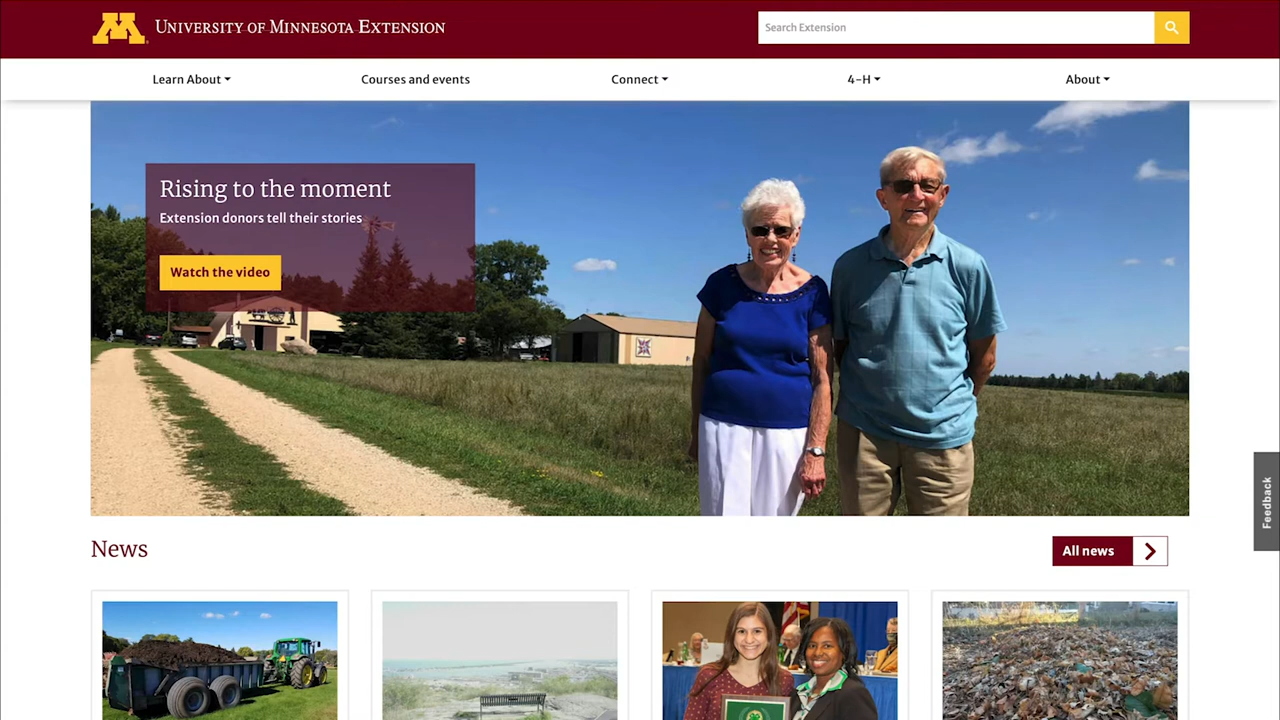 M
UNIVERSITY OF MINNESOTA EXTENSION
Search Extension
Learn About
Courses and events
Connect
4-H
About
Rising to the moment
Extension donors tell their stories
Watch the video
Feedback
News
All news